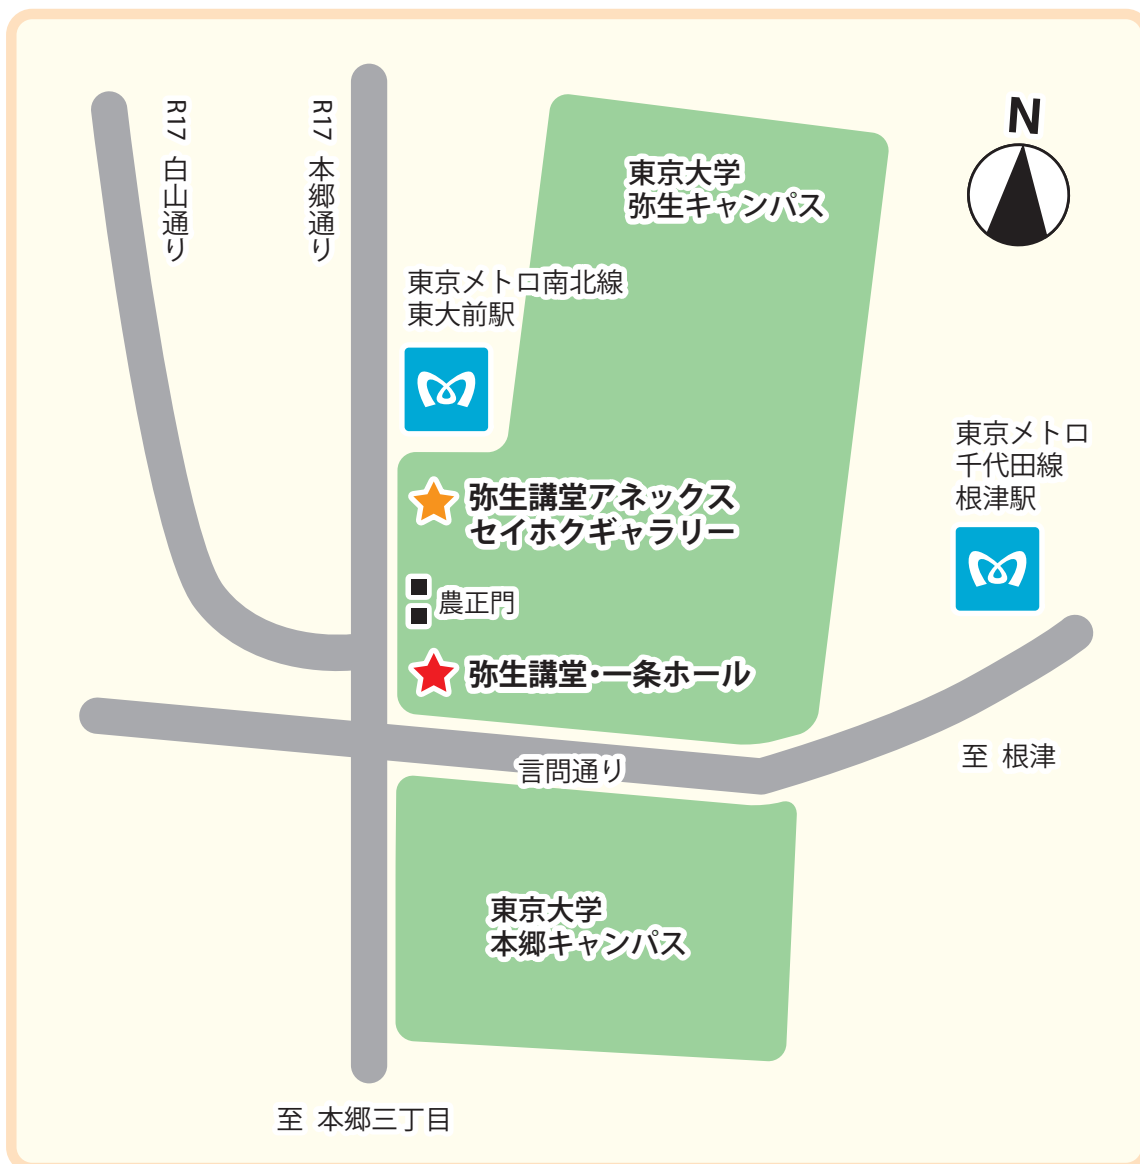 R17 白山通り
R17 本郷通り
東京大学
弥生キャンパス
N
東京メトロ南北線
東大前駅
東京メトロ
千代田線
根津駅
弥生講堂アネックス
セイホクギャラリー
農正門
弥生講堂・一条ホール
言問通り
至 根津
東京大学
本郷キャンパス
至 本郷三丁目